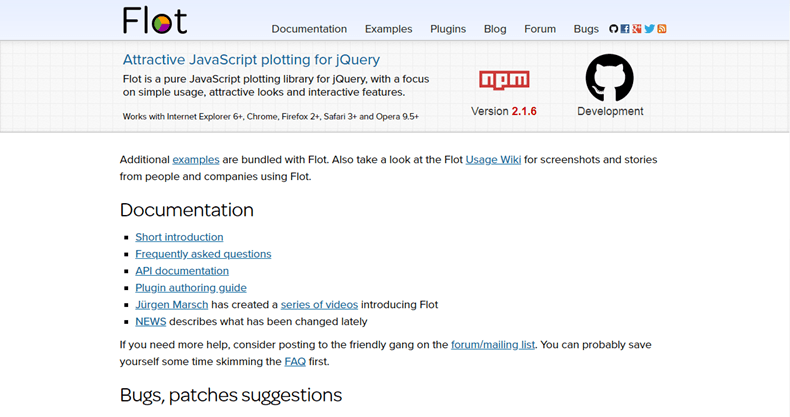 Flot
Documentation Examples Plugins Blog Forum Bugs
Attractive JavaScript plotting for jQuery
Flot is a pure JavaScript plotting library for jQuery, with a focus
on simple usage, attractive looks and interactive features.
Works with Internet Explorer 6+, Chrome, Firefox 2+, Safari 3+ and Opera 9.5+
npm
Version 2.1.6
Development
Additional examples are bundled with Flot. Also take a look at the Flot Usage Wiki for screenshots and stories
from people and companies using Flot.
Documentation
Short introduction
Frequently asked questions
API documentation
Plugin authoring guide
Jürgen Marsch has created a series of videos introducing Flot
NEWS describes what has been changed lately
If you need more help, consider posting to the friendly gang on the forum/mailing list. You can probably save
yourself some time skimming the FAQ first.
Bugs, patches suggestions